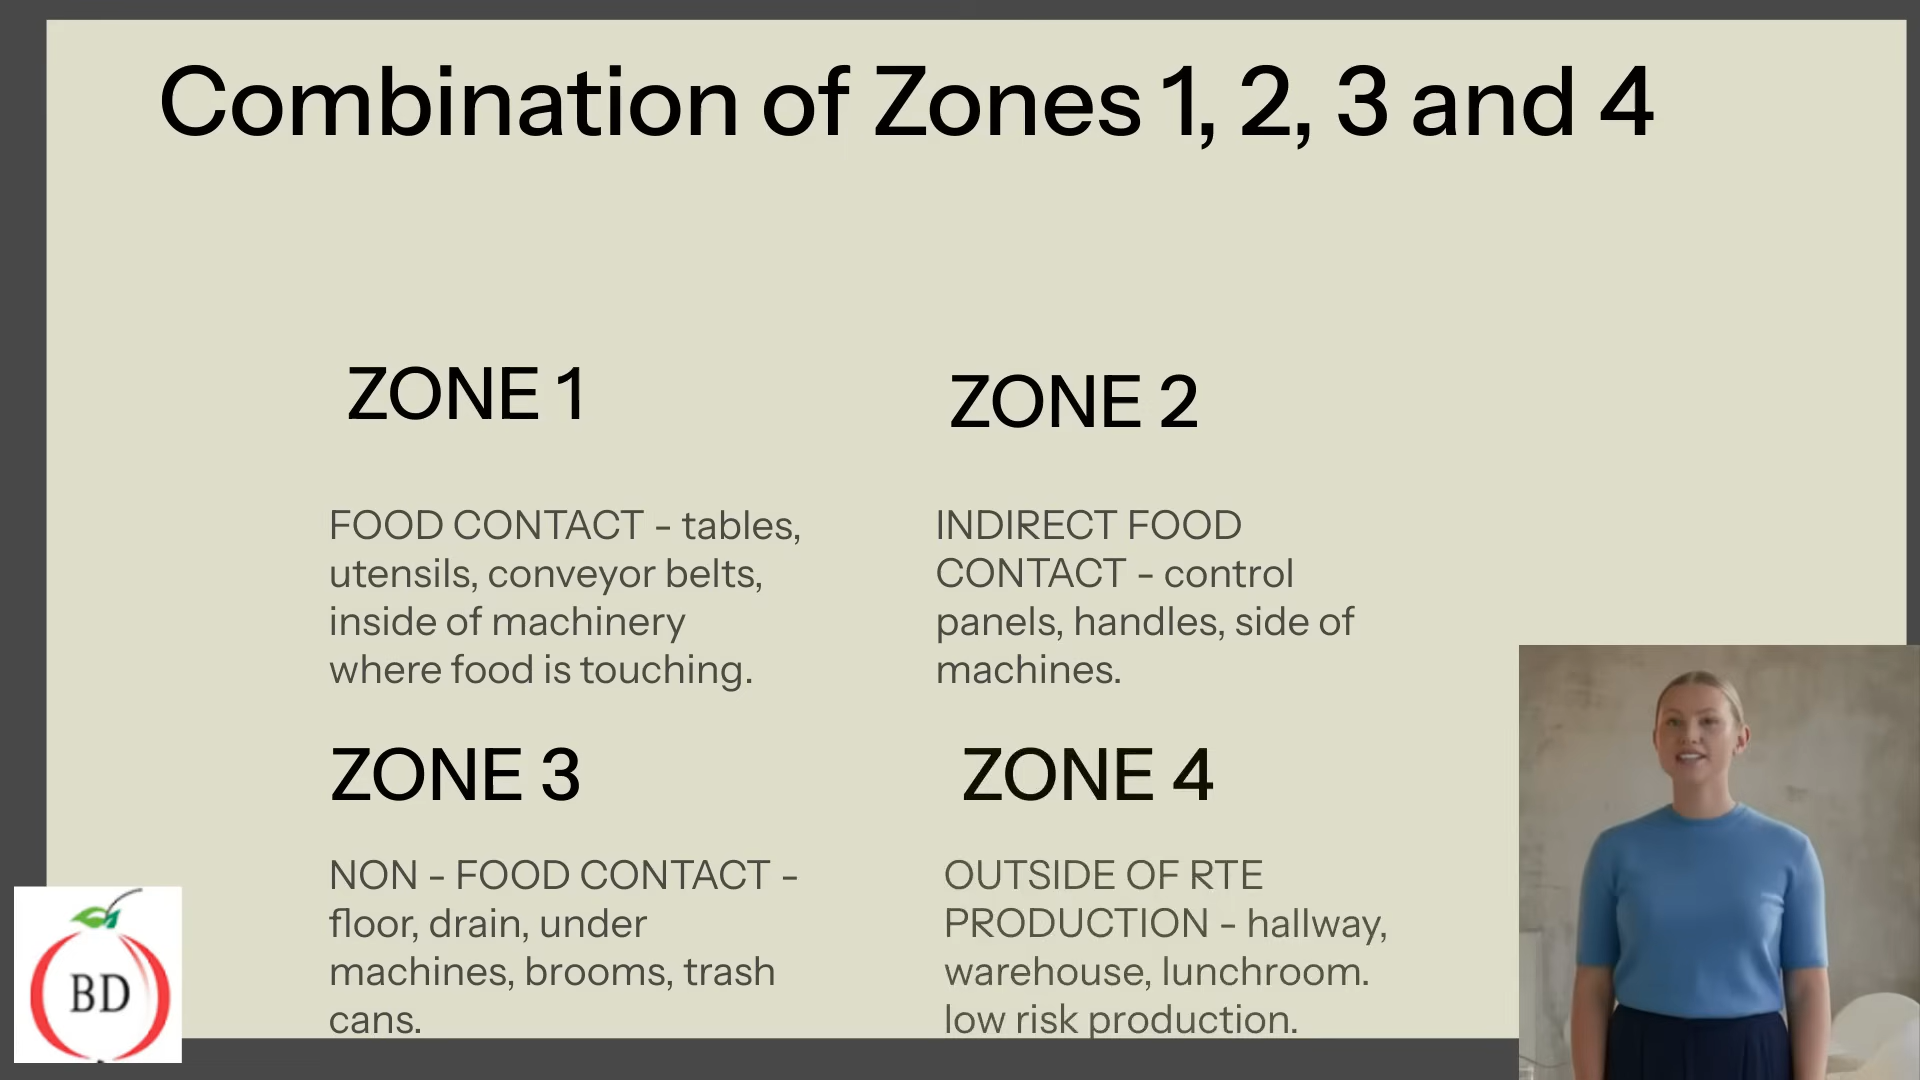 Combination of Zones 1, 2, 3 and 4
ZONE 1
FOOD CONTACT - tables,
utensils, conveyor belts,
inside of machinery
where food is touching.
ZONE 2
INDIRECT FOOD
CONTACT - control
panels, handles, side of
machines.
ZONE 3
NON - FOOD CONTACT -
floor, drain, under
machines, brooms, trash
cans.
ZONE 4
OUTSIDE OF RTE
PRODUCTION - hallway,
warehouse, lunchroom.
low risk production.
BD